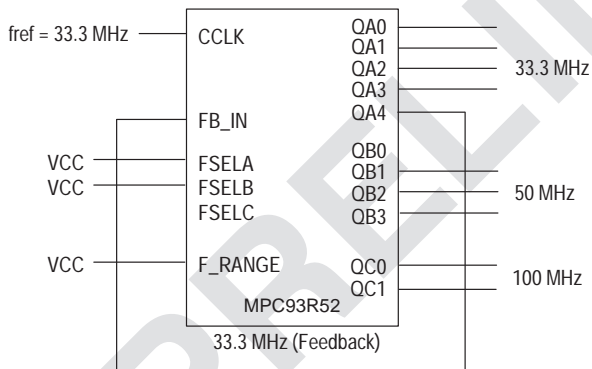 fref = 33.3 MHz
CCLK
QA0
QA1
QA2
QA3
QA4
33.3 MHz
FB_IN
QB0
QB1
QB2
QB3
50 MHz
VCC
FSELA
VCC
FSELB
FSELC
VCC
F_RANGE
QC0
QC1
100 MHz
MPC93R52
33.3 MHz (Feedback)